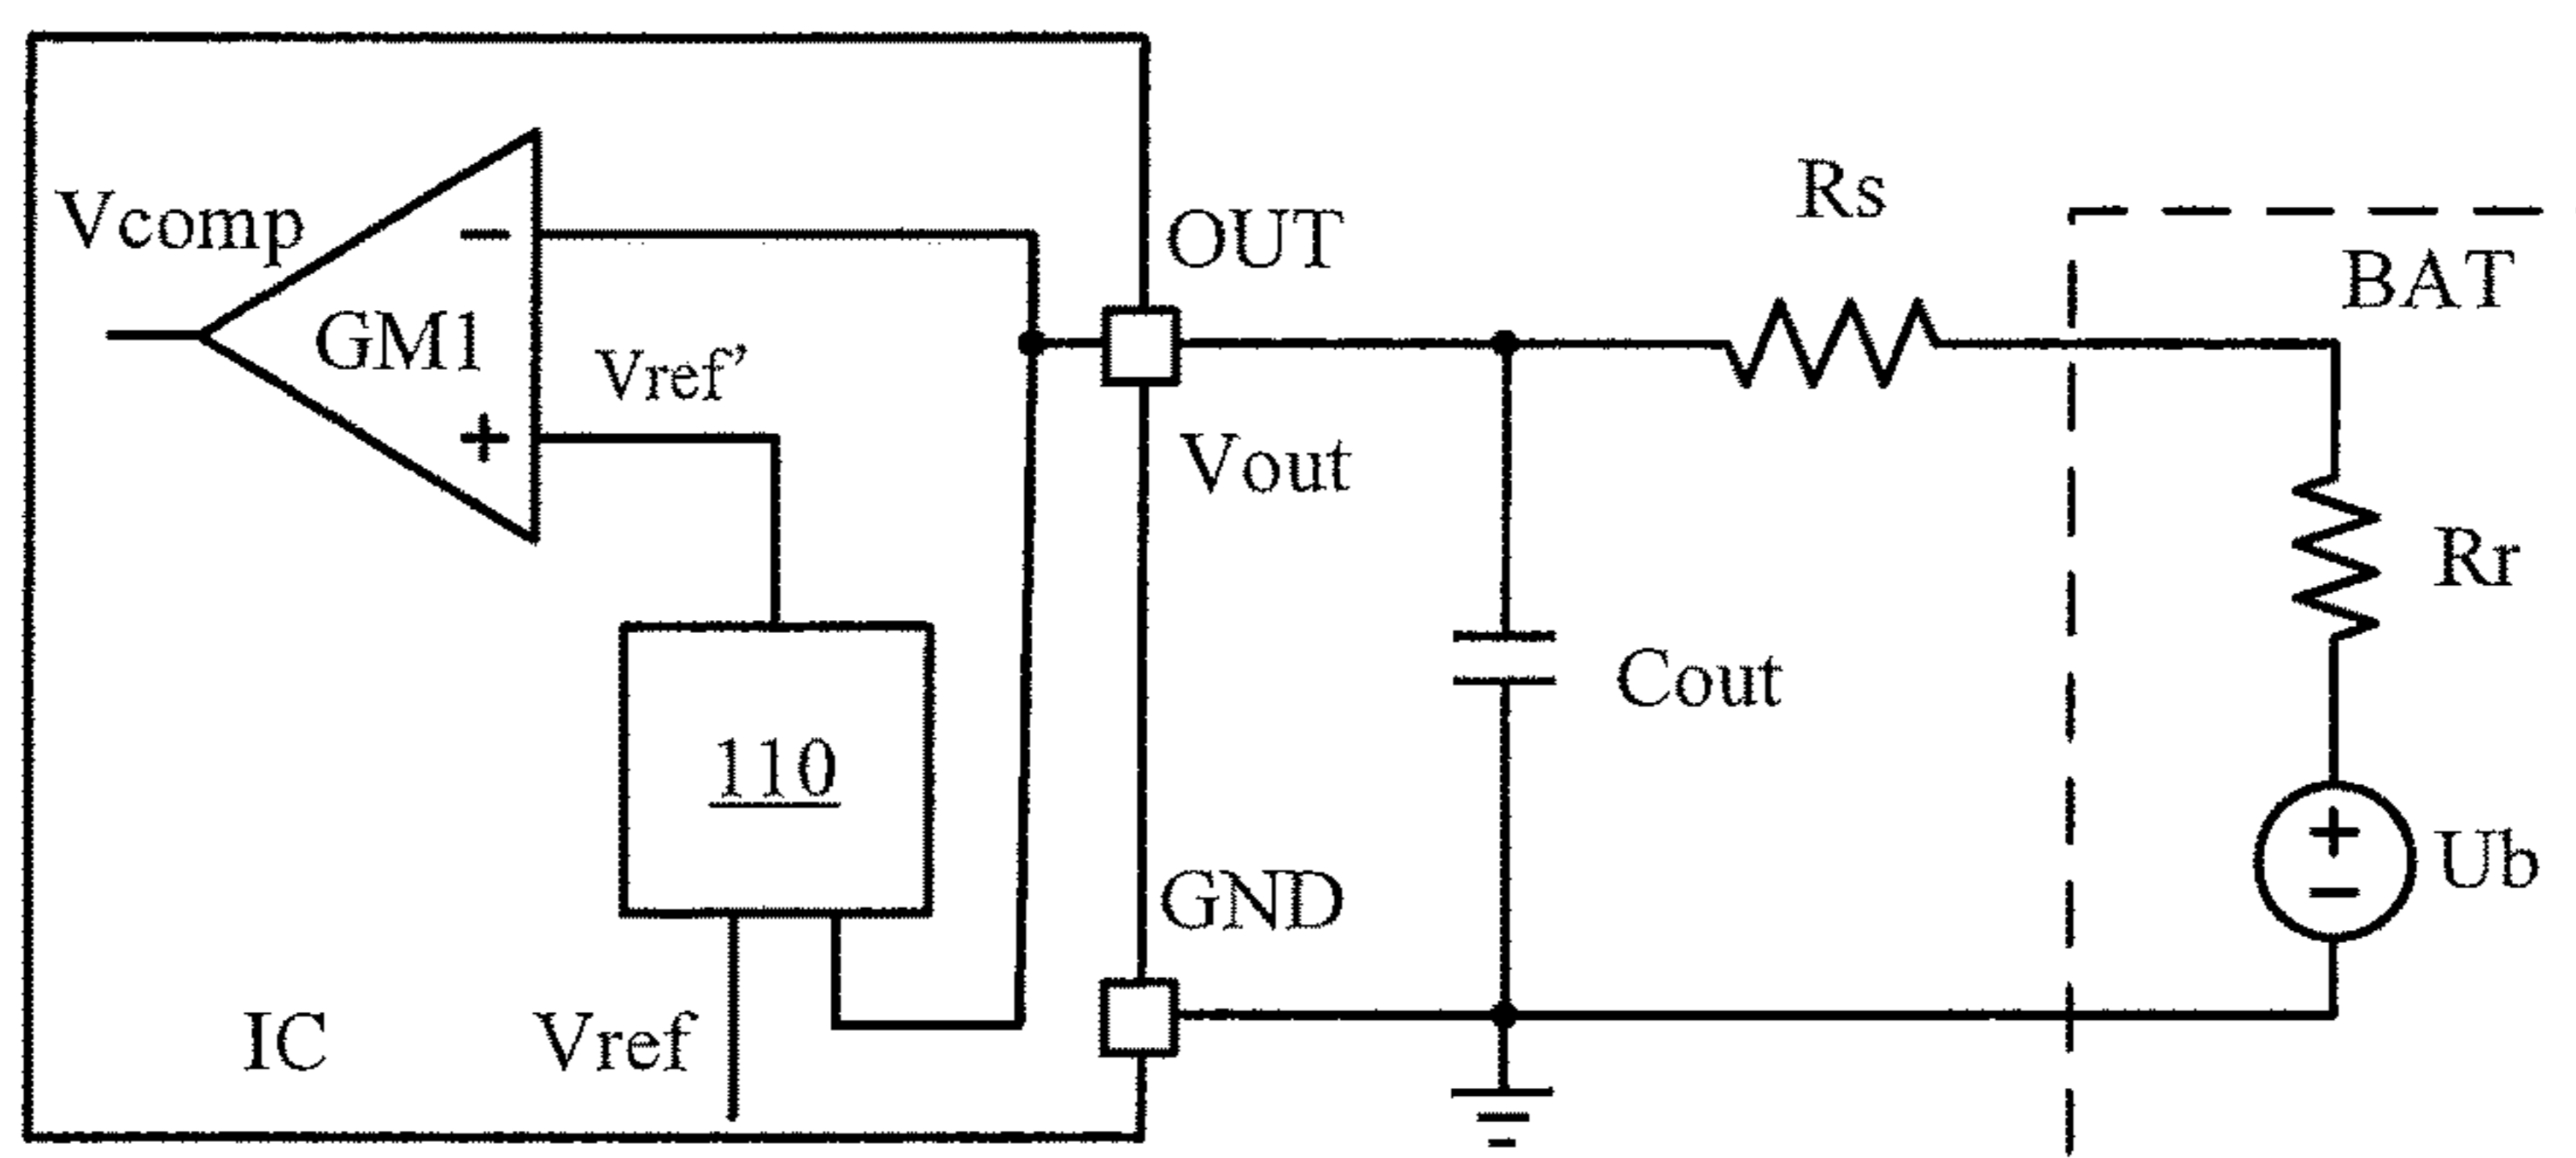 Rs
Vcomp
OUT
BAT
−
GM1
Vref’
+
Vout
Rr
Cout
110
+
Ub
−
GND
IC
Vref